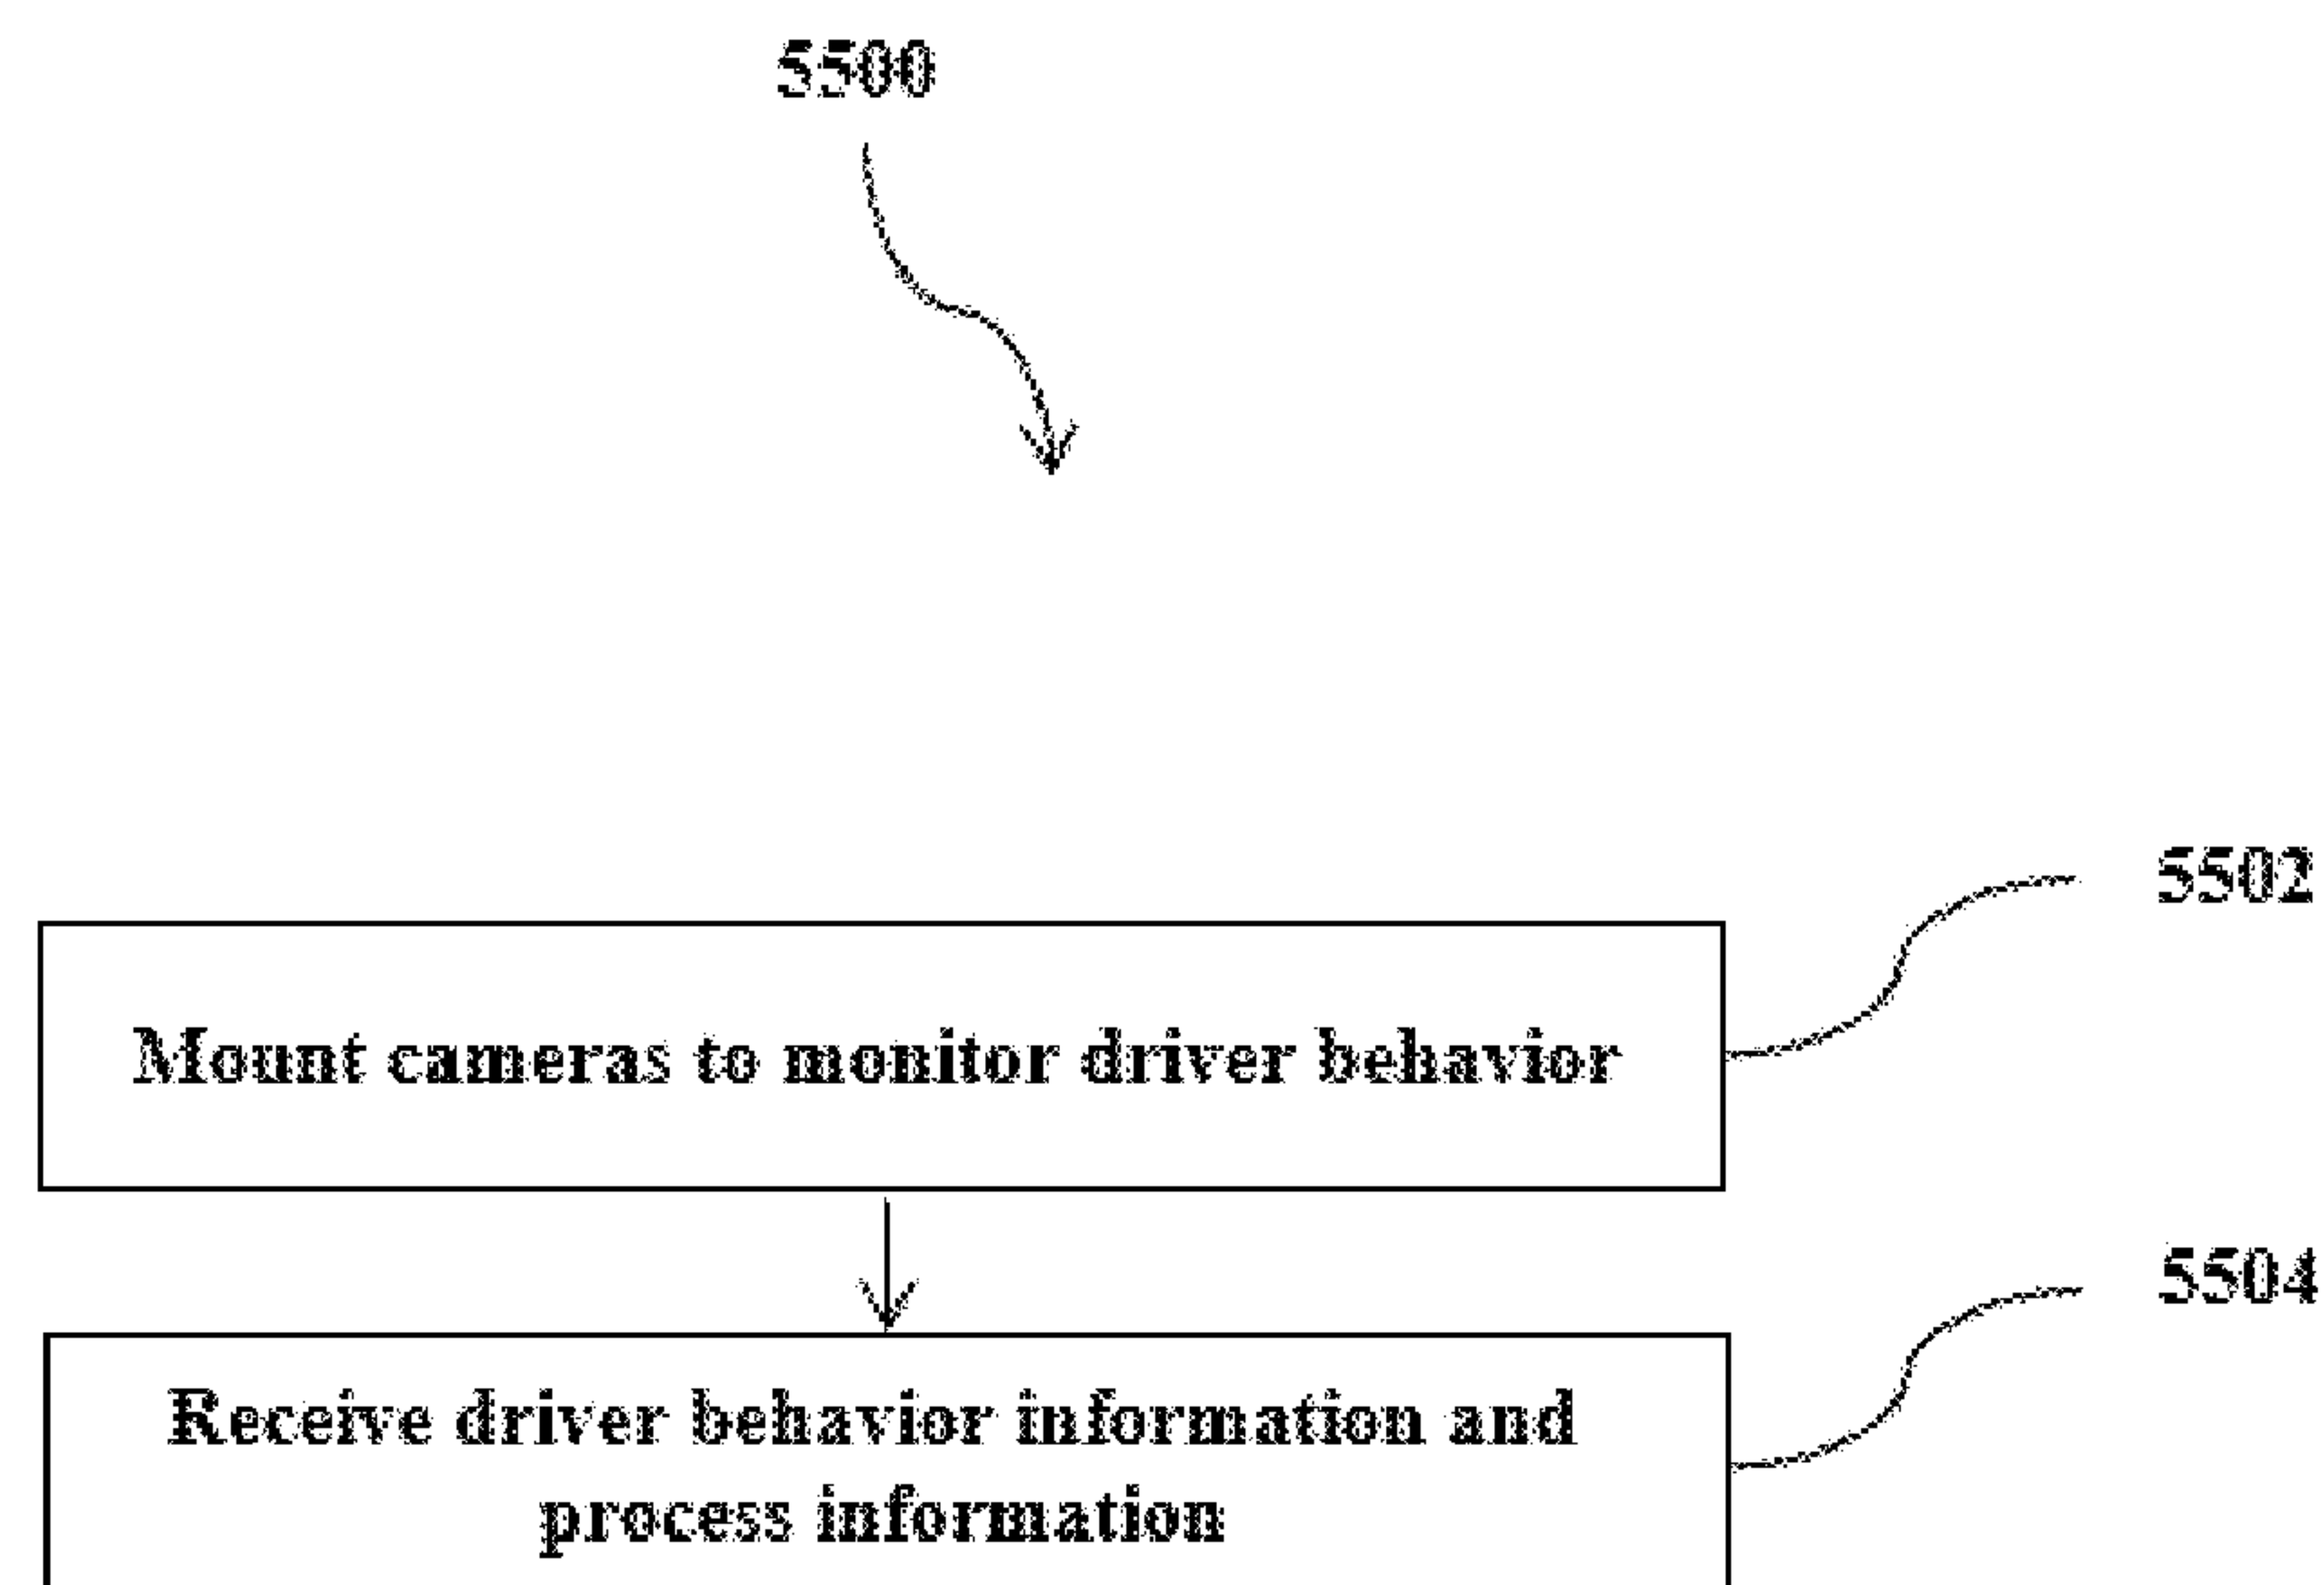 5500
5502
Mount cameras to monitor driver behavior
5504
Receive driver behavior information and
process information